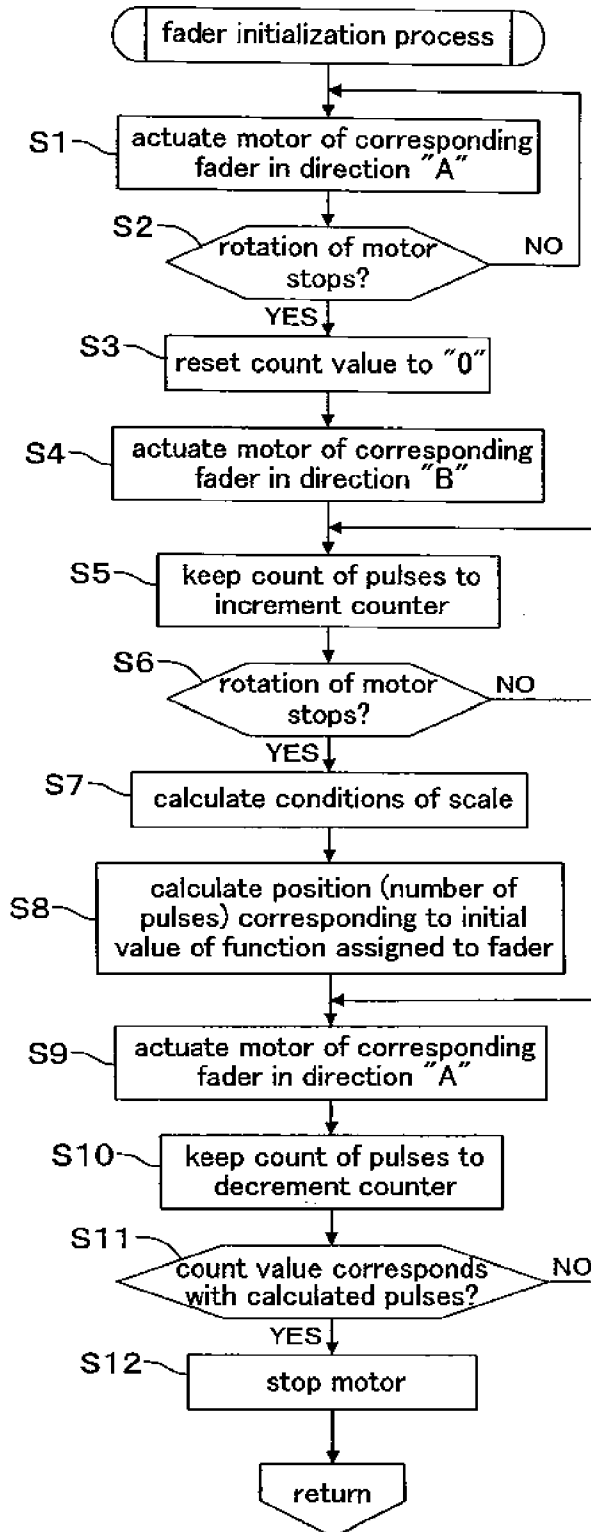 fader initialization process
S1
actuate motor of corresponding
fader in direction "A"
S2
rotation of motor
stops?
NO
YES
S3
reset count value to "0"
S4
actuate motor of corresponding
fader in direction "B"
S5
keep count of pulses to
increment counter
S6
rotation of motor
stops?
NO
YES
S7
calculate conditions of scale
S8
calculate position (number of
pulses) corresponding to initial
value of function assigned to fader
S9
actuate motor of corresponding
fader in direction "A"
S10
keep count of pulses to
decrement counter
S11
count value corresponds
with calculated pulses?
NO
YES
S12
stop motor
return